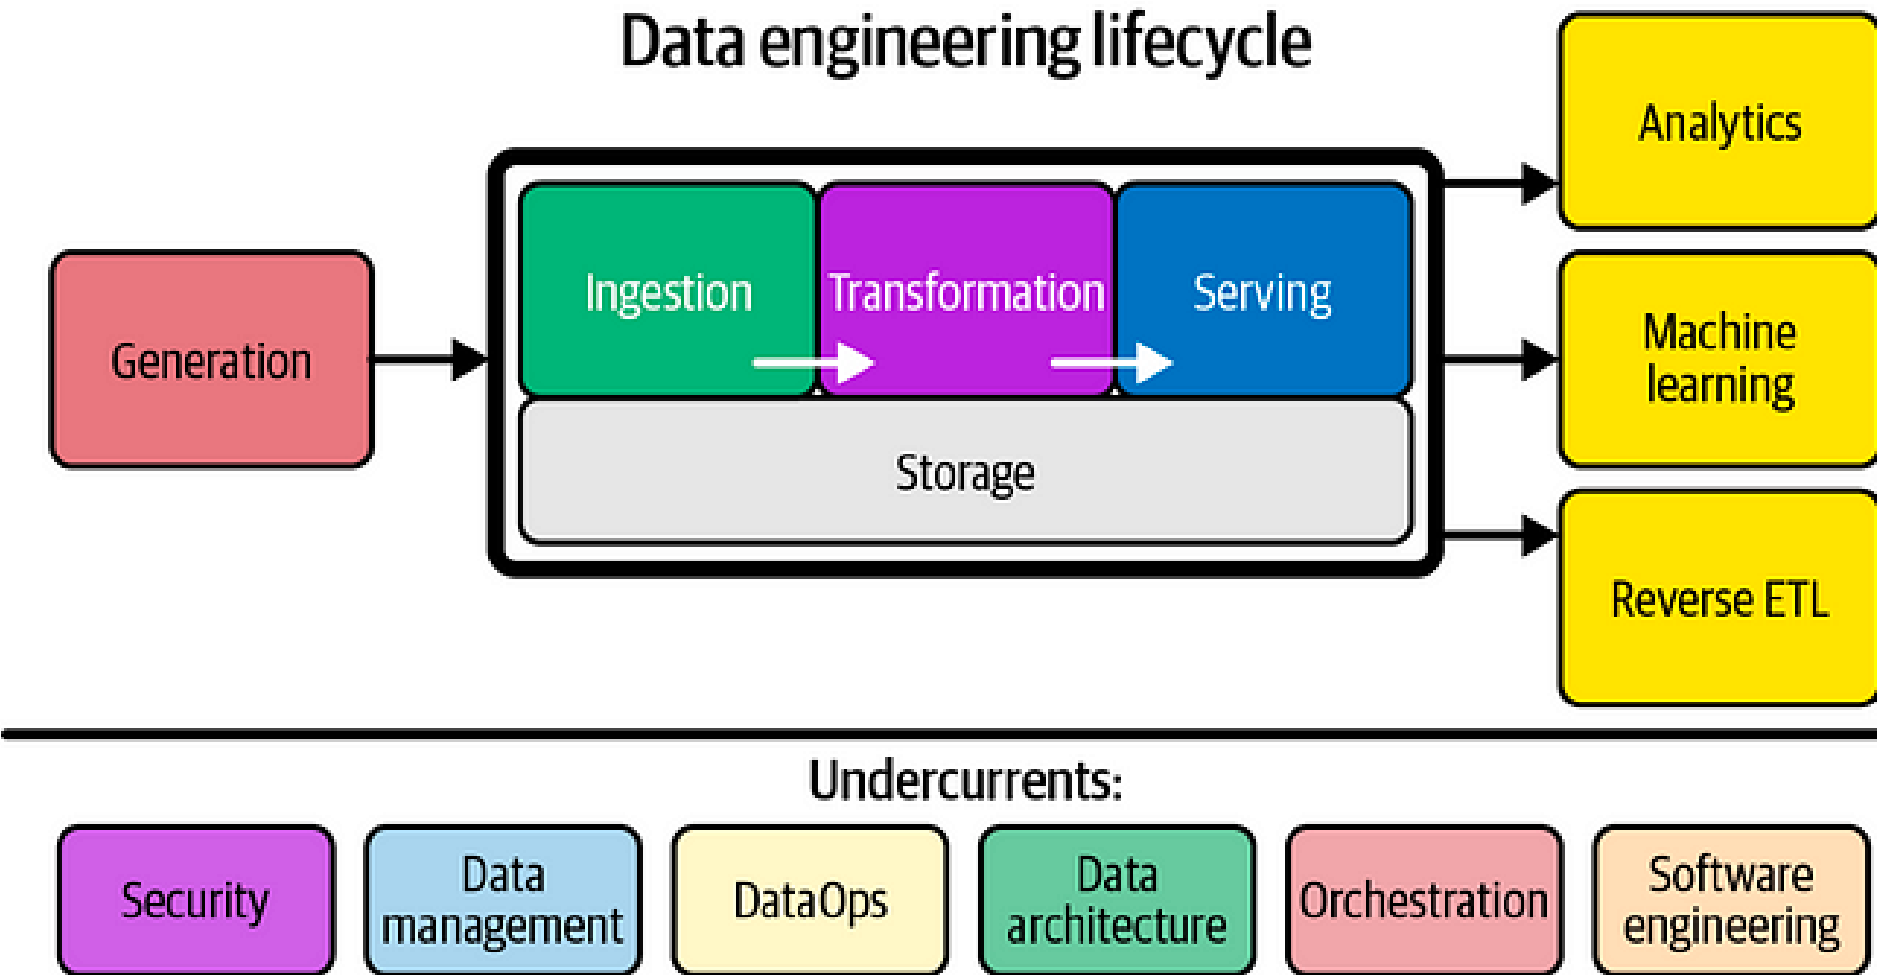 Data engineering lifecycle
Generation
Ingestion
Transformation
Serving
Storage
Analytics
Machine
learning
Reverse ETL
Undercurrents:
Security
Data
management
DataOps
Data
architecture
Orchestration
Software
engineering